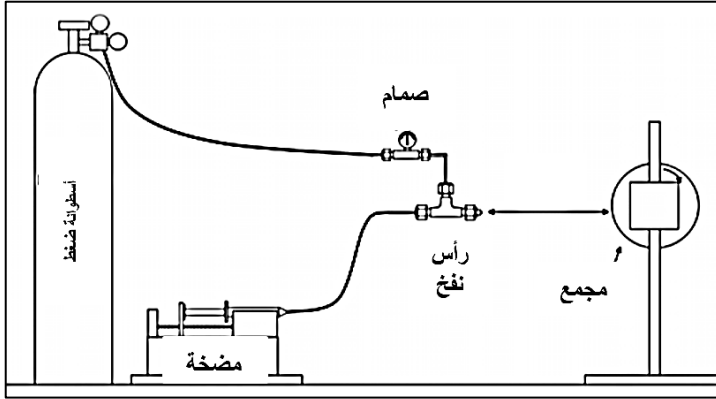 صمام
أسطوانة ضغط
رأس
نفخ
مجمع
مضخة